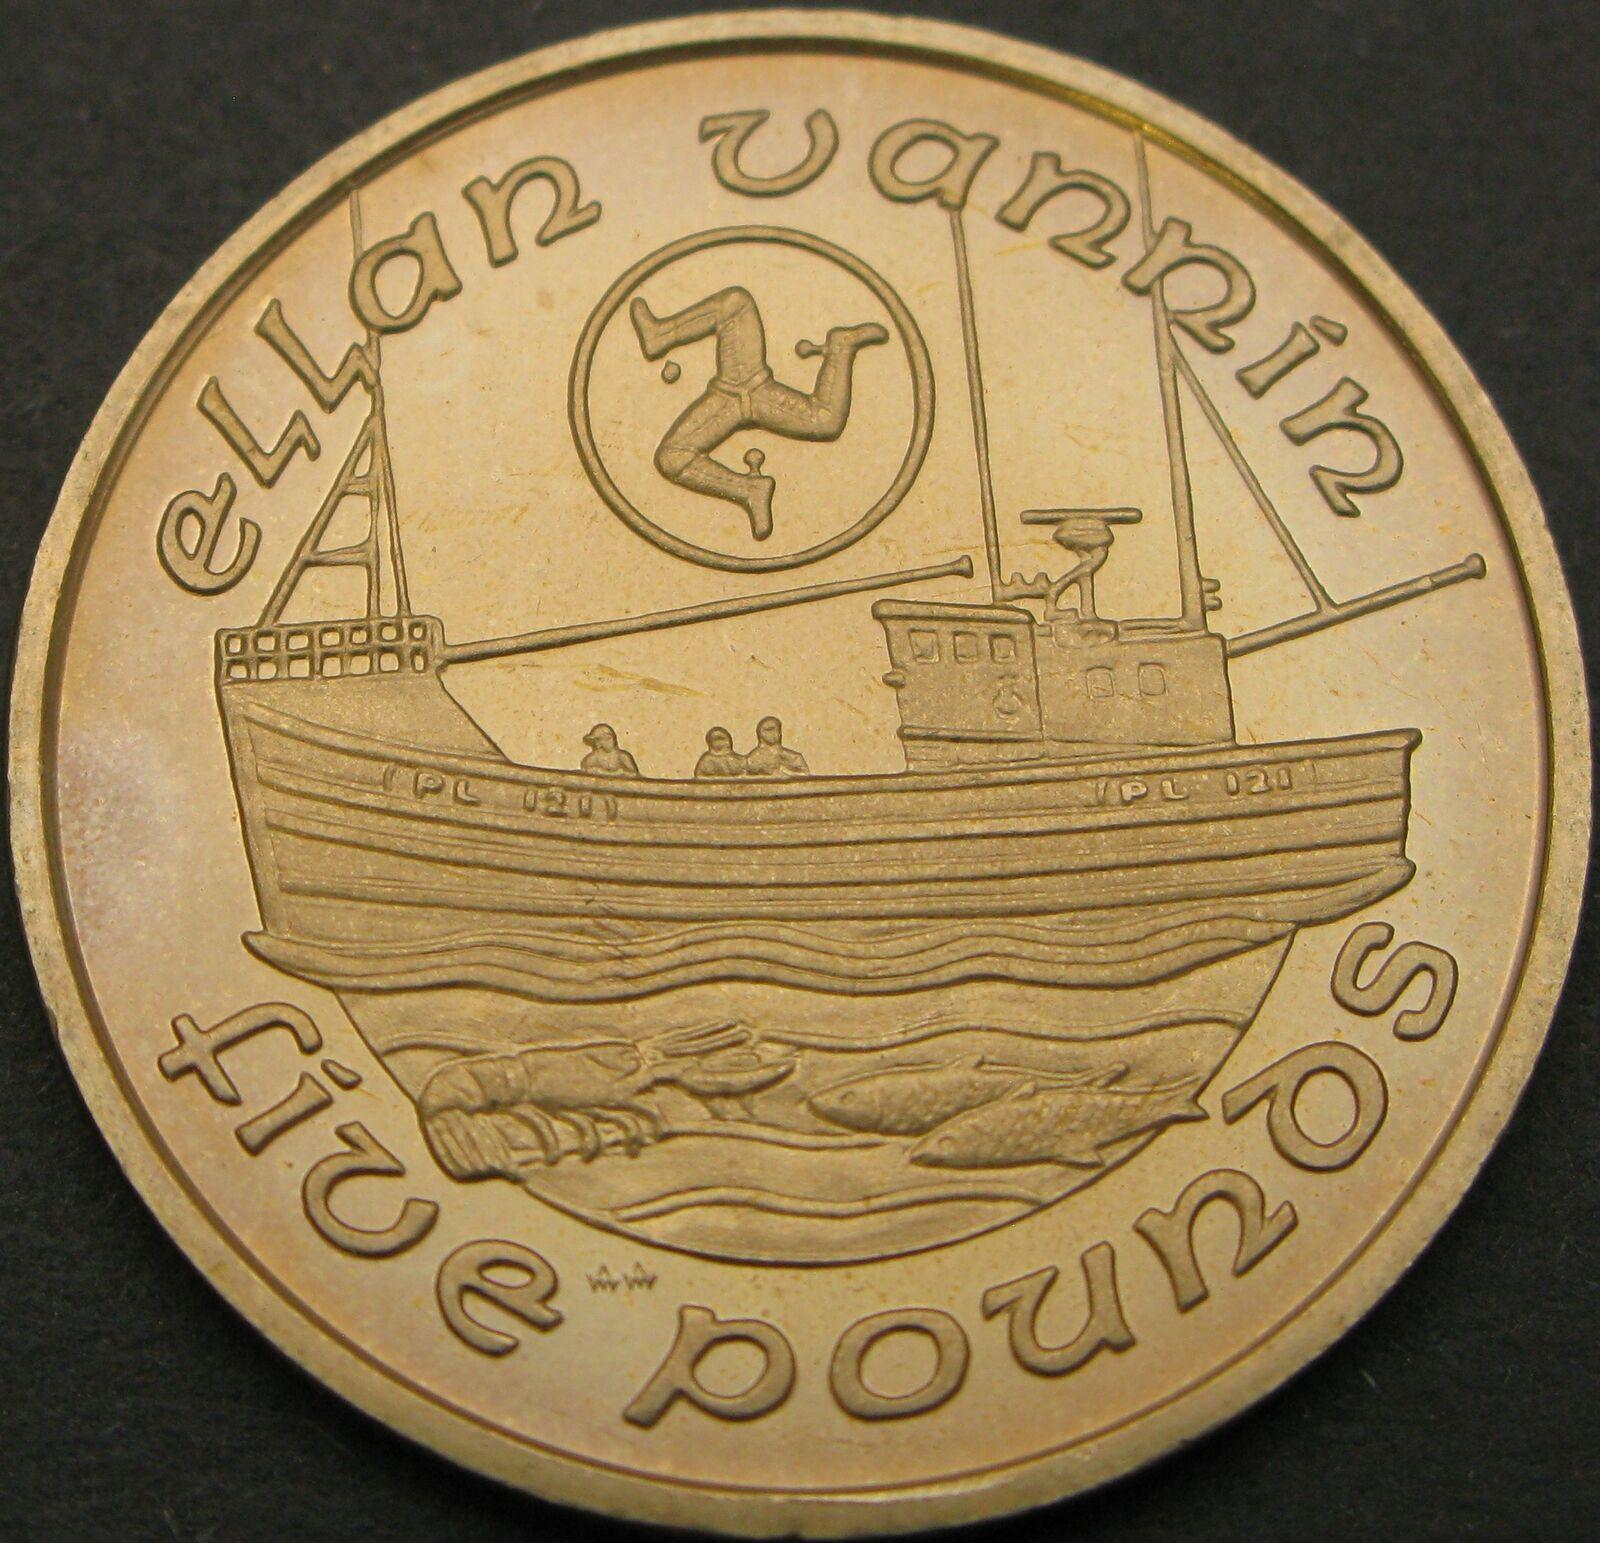 ellan vannin
PL 121
PL 121
five pounds